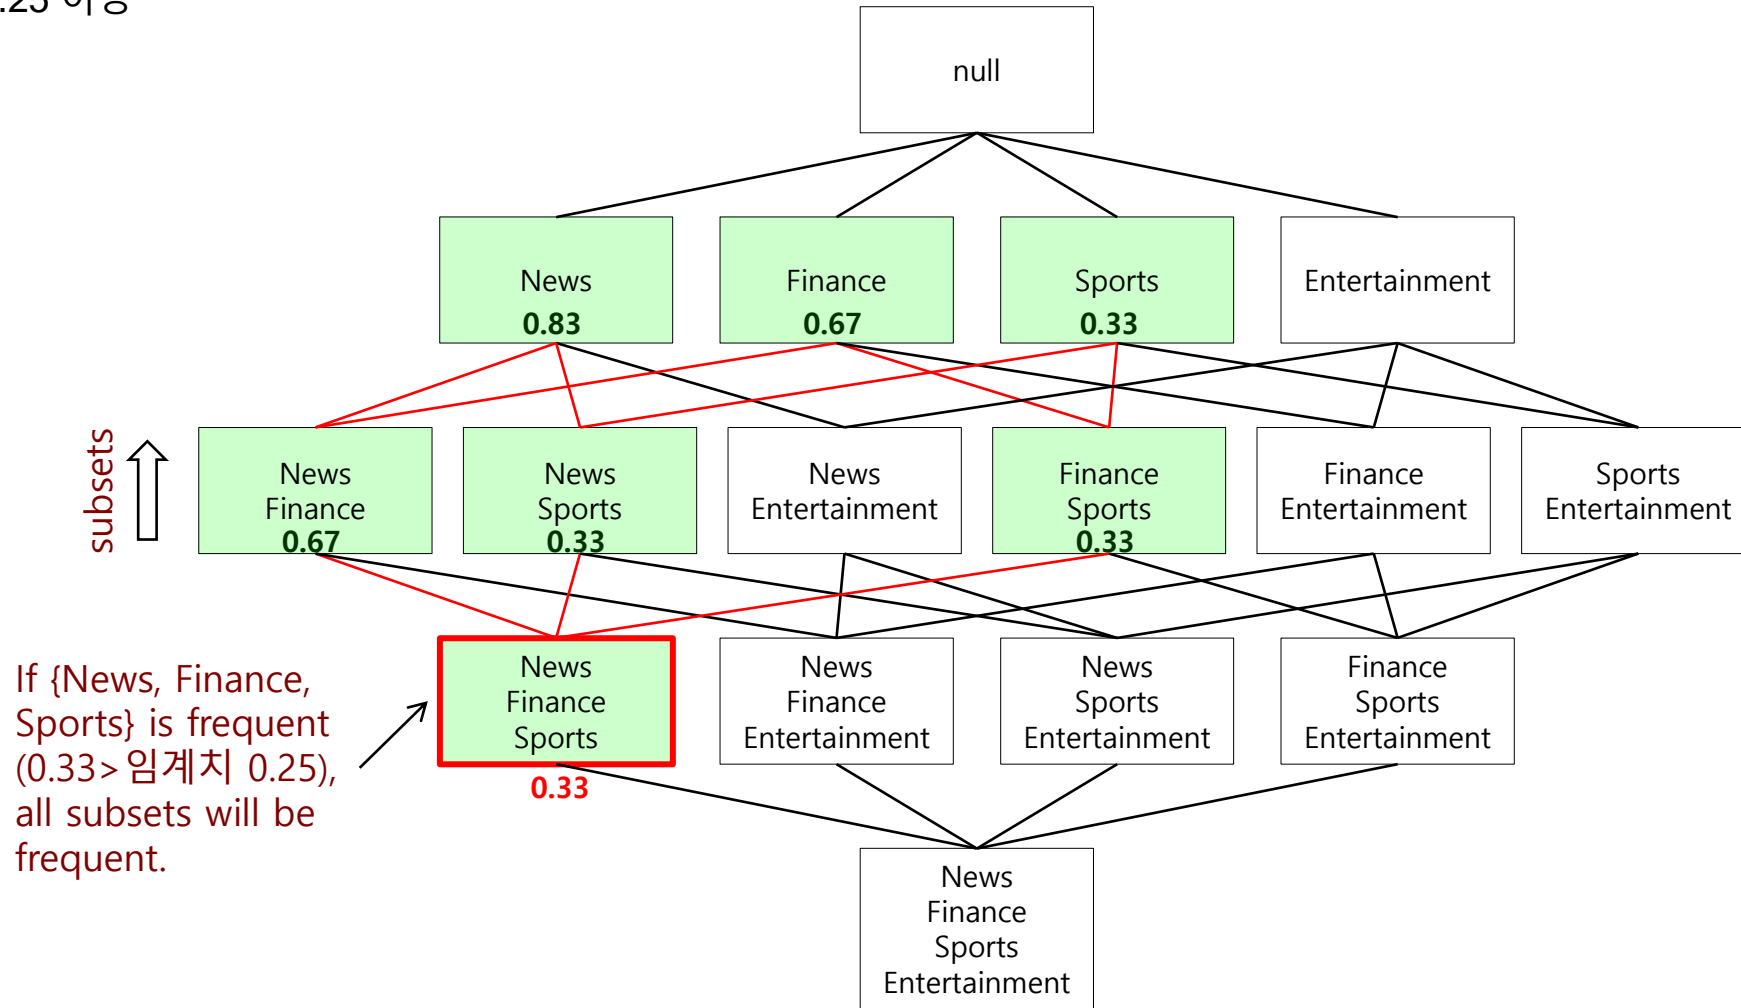 null
News
0.83
Finance
0.67
Sports
0.33
Entertainment
subsets
News
Finance
0.67
News
Sports
0.33
News
Entertainment
Finance
Sports
0.33
Finance
Entertainment
Sports
Entertainment
If {News, Finance,
Sports} is frequent
(0.33>임계치 0.25),
all subsets will be
frequent.
News
Finance
Sports
0.33
News
Finance
Entertainment
News
Sports
Entertainment
Finance
Sports
Entertainment
News
Finance
Sports
Entertainment